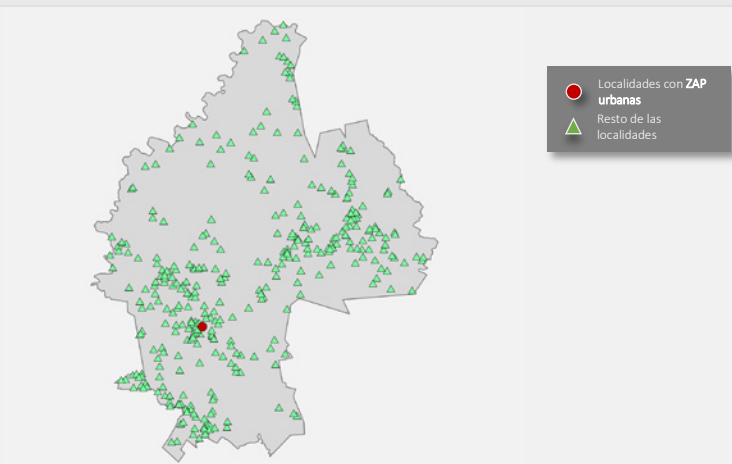 Localidades con ZAP
urbanas
Resto de las
localidades